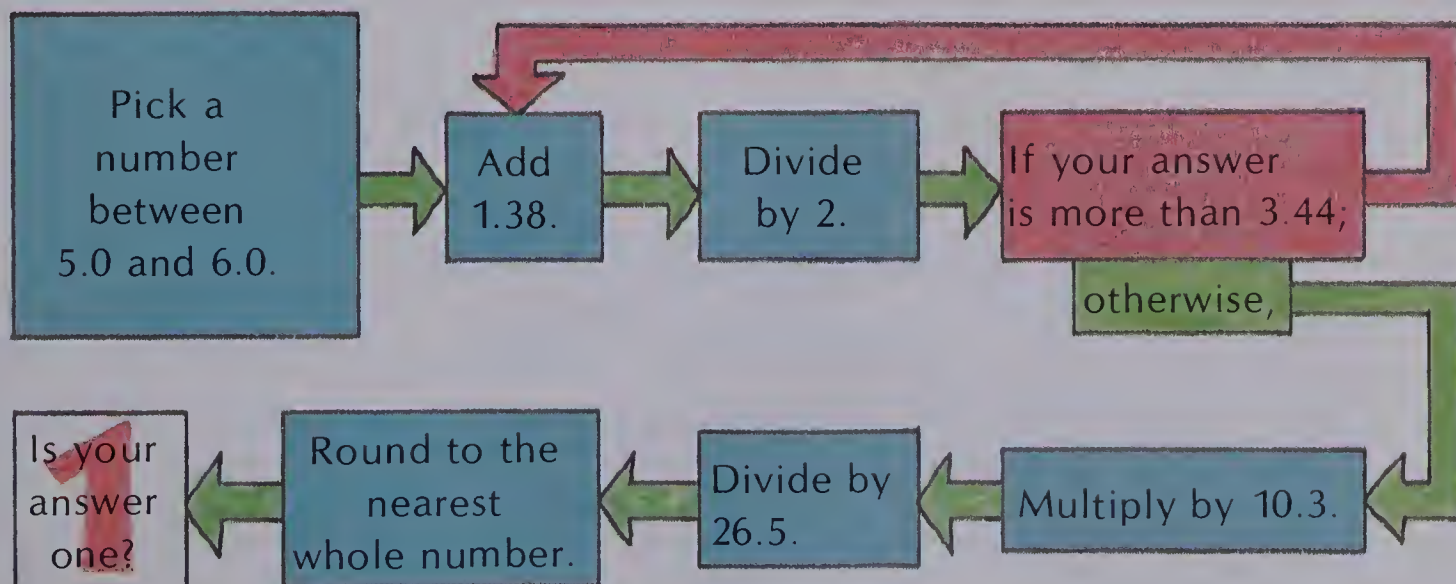 Pick a
number
between
5.0 and 6.0.
Add
1.38.
Divide
by 2.
If your answer
is more than 3.44;
otherwise,
Multiply by 10.3.
Divide by
26.5.
Round to the
nearest
whole number.
1
Is your
answer
one?